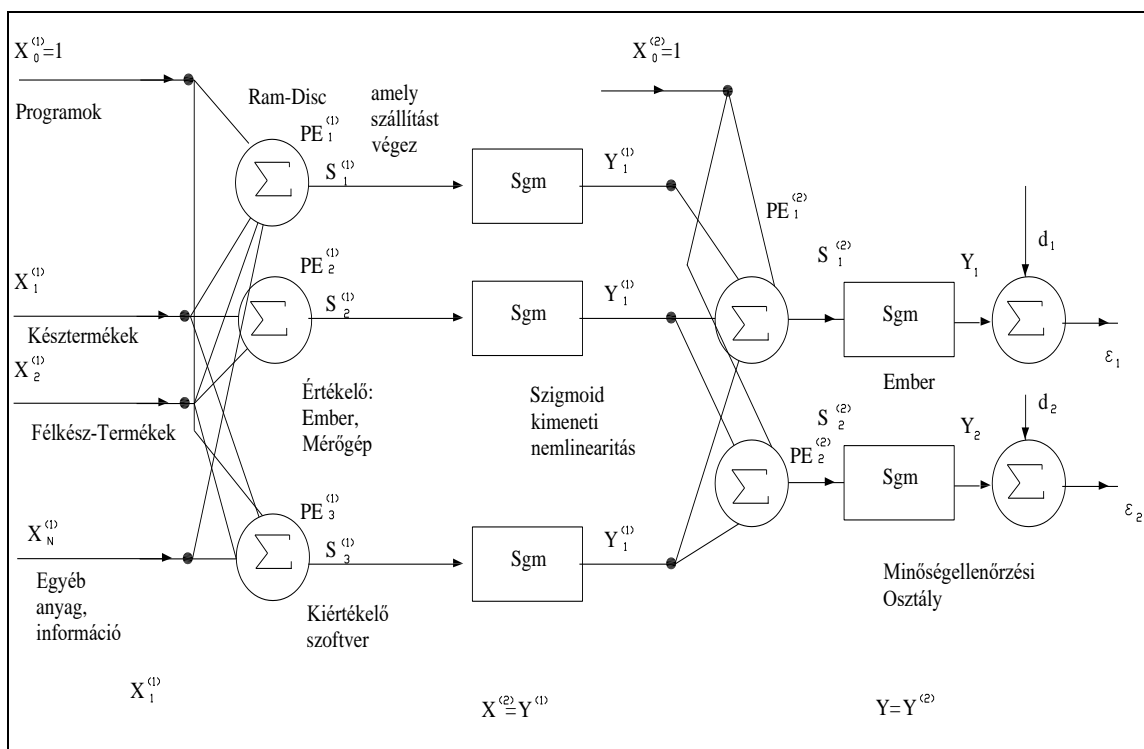 X₀⁽¹⁾=1
Programok
Ram-Disc
amely
szállítást
végez
X₀⁽²⁾=1
PE₁⁽¹⁾
S₁⁽¹⁾
Sgm
Y₁⁽¹⁾
PE₁⁽²⁾
X₁⁽¹⁾
Késztermékek
PE₂⁽¹⁾
S₂⁽¹⁾
Sgm
Y₁⁽¹⁾
S₁⁽²⁾
Sgm
Y₁
d₁
ε₁
Ember
X₂⁽¹⁾
Félkész-Termékek
Értékelő:
Ember,
Mérőgép
Szigmoid
kimeneti
nemlinearitás
S₂⁽²⁾
PE₂⁽²⁾
Sgm
Y₂
d₂
ε₂
X_N⁽¹⁾
Egyéb
anyag,
információ
PE₃⁽¹⁾
S₃⁽¹⁾
Kiértékelő
szoftver
Sgm
Y₁⁽¹⁾
Minőségellenőrzési
Osztály
X₁⁽¹⁾
X⁽²⁾=Y⁽¹⁾
Y=Y⁽²⁾